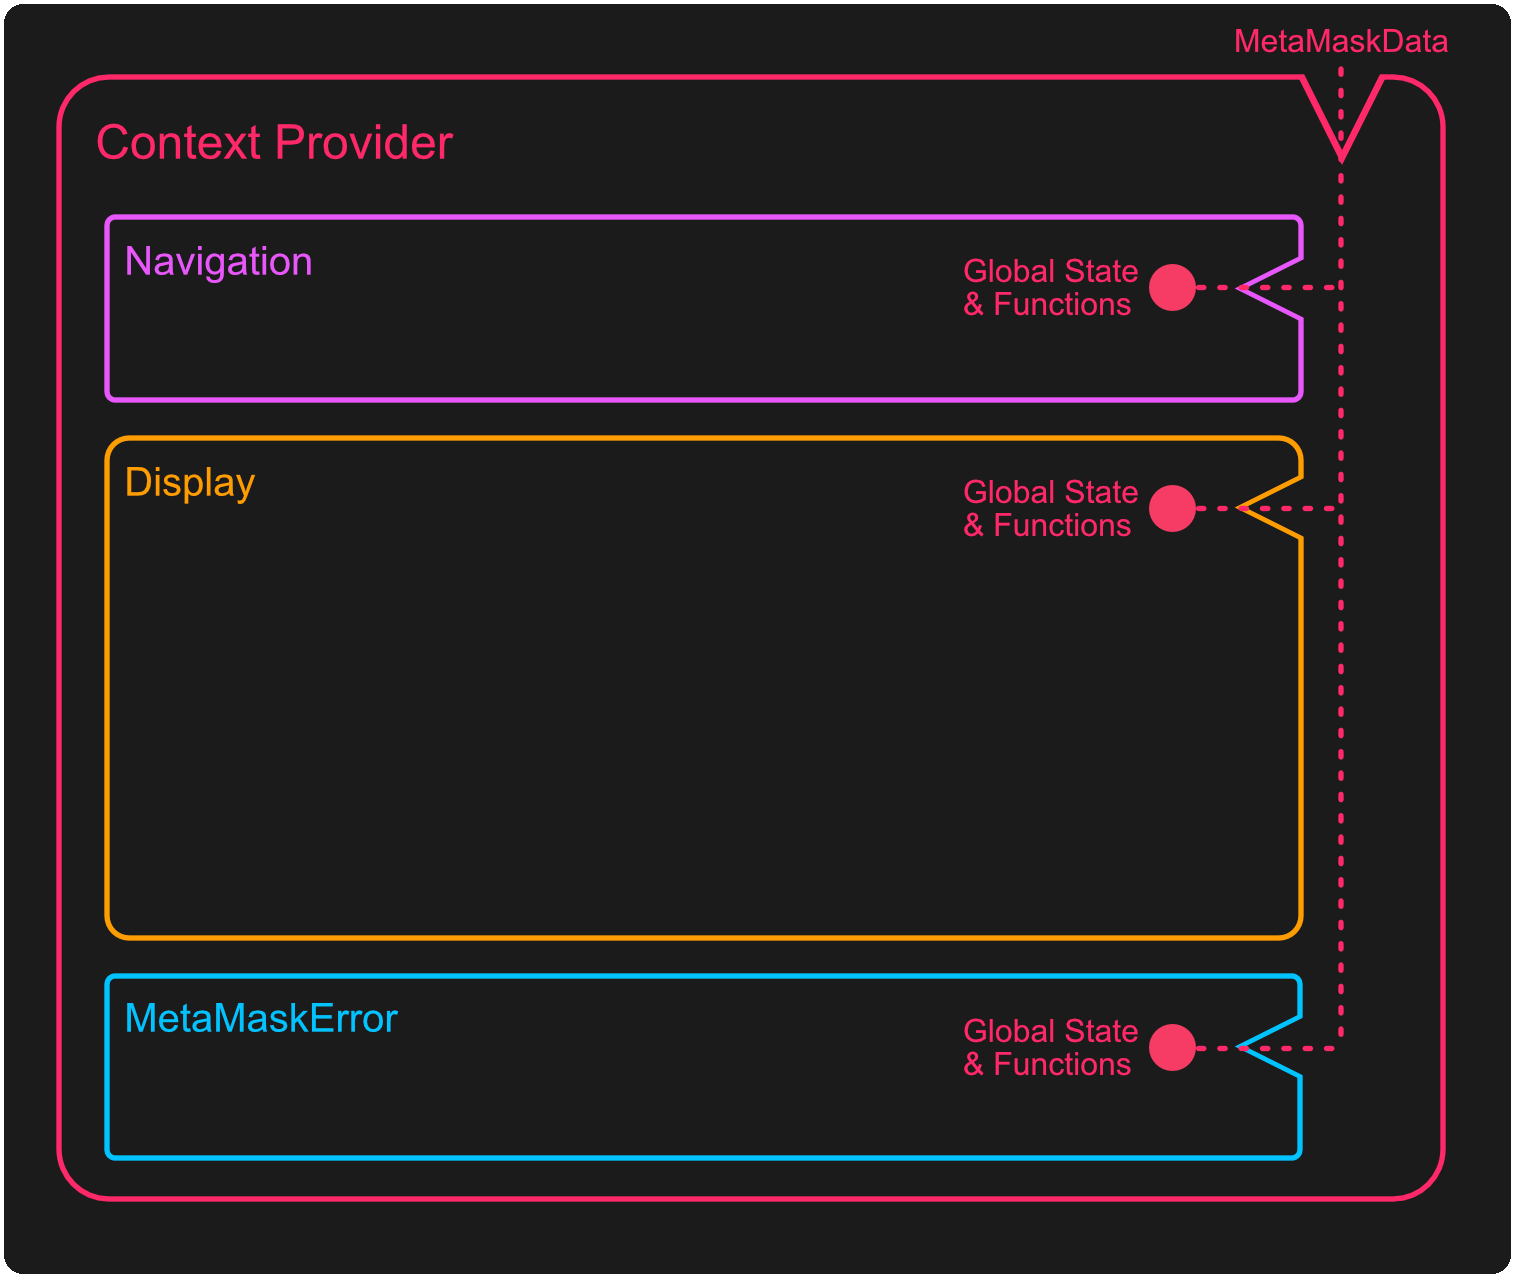 MetaMaskData
Context Provider
Navigation
Global State
& Functions
Display
Global State
& Functions
MetaMaskError
Global State
& Functions